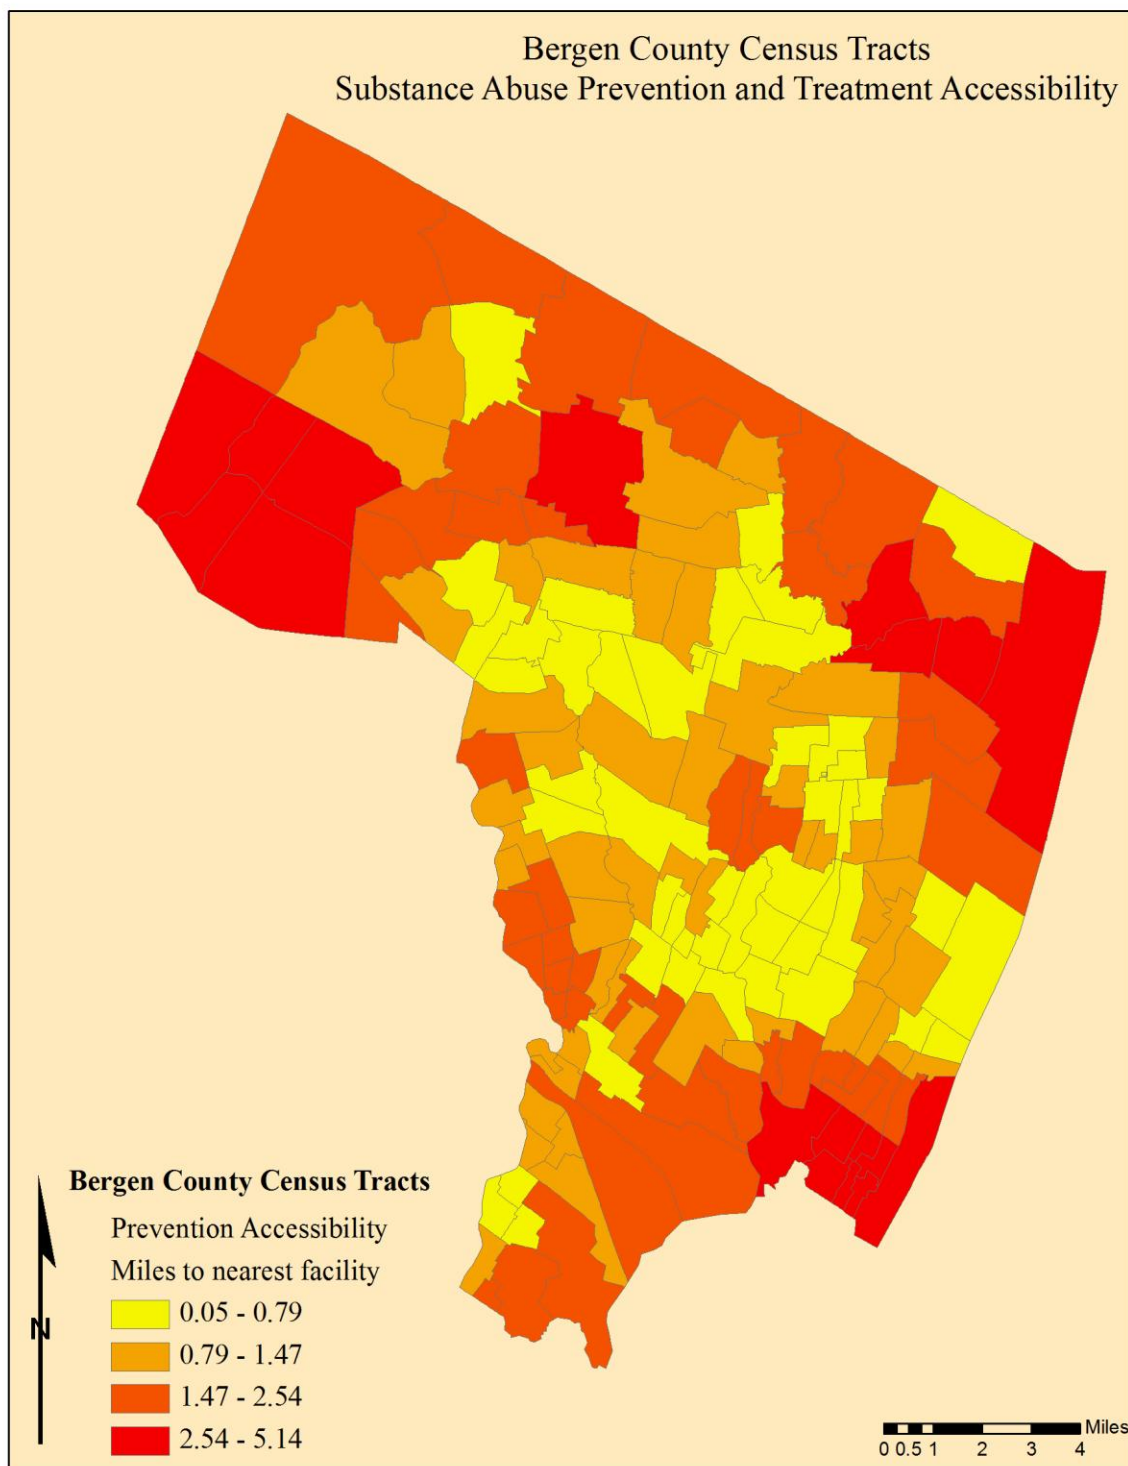 Bergen County Census Tracts
Substance Abuse Prevention and Treatment Accessibility
Bergen County Census Tracts
Prevention Accessibility
Miles to nearest facility
0.05 - 0.79
0.79 - 1.47
1.47 - 2.54
2.54 - 5.14
N
Miles
0 0.5 1 2 3 4